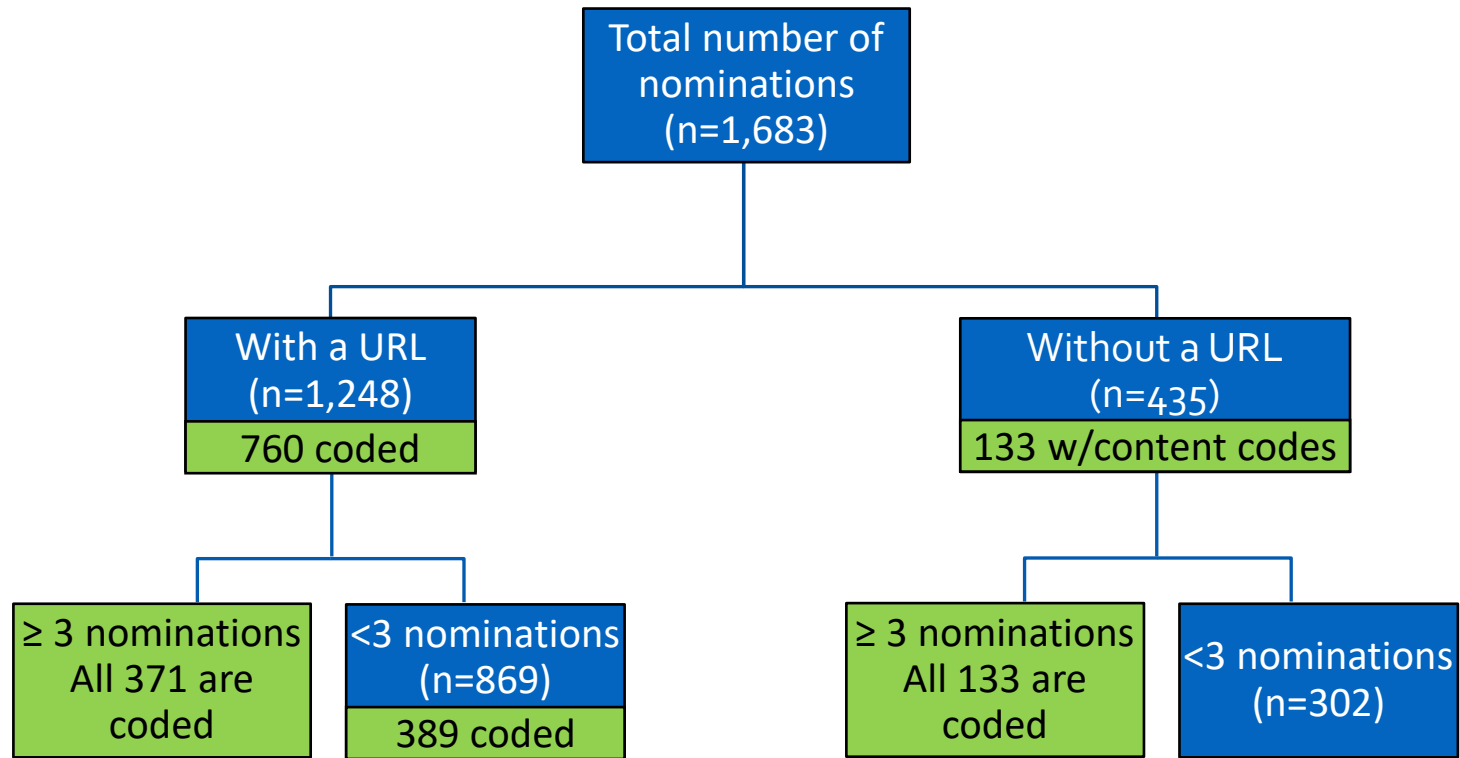 Total number of
nominations
(n=1,683)
With a URL
(n=1,248)
760 coded
Without a URL
(n=435)
133 w/content codes
≥ 3 nominations
All 371 are
coded
<3 nominations
(n=869)
389 coded
≥ 3 nominations
All 133 are
coded
<3 nominations
(n=302)